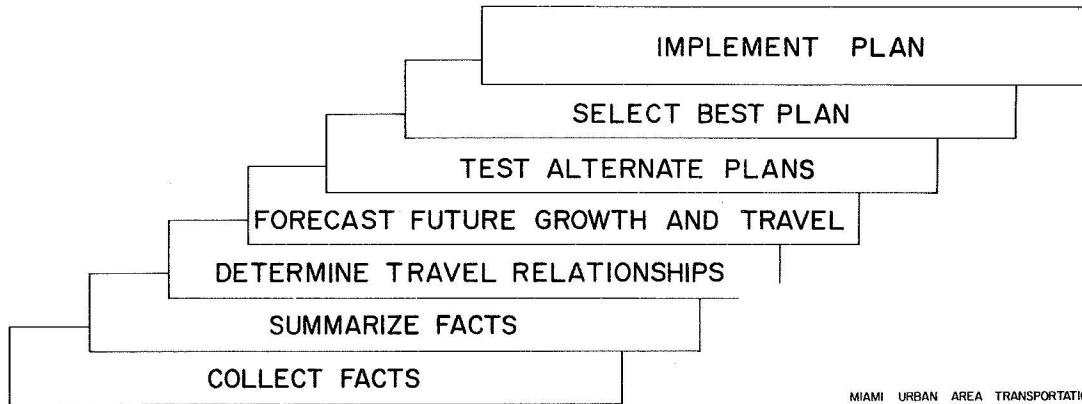 IMPLEMENT PLAN
SELECT BEST PLAN
TEST ALTERNATE PLANS
FORECAST FUTURE GROWTH AND TRAVEL
DETERMINE TRAVEL RELATIONSHIPS
SUMMARIZE FACTS
COLLECT FACTS
MIAMI URBAN AREA